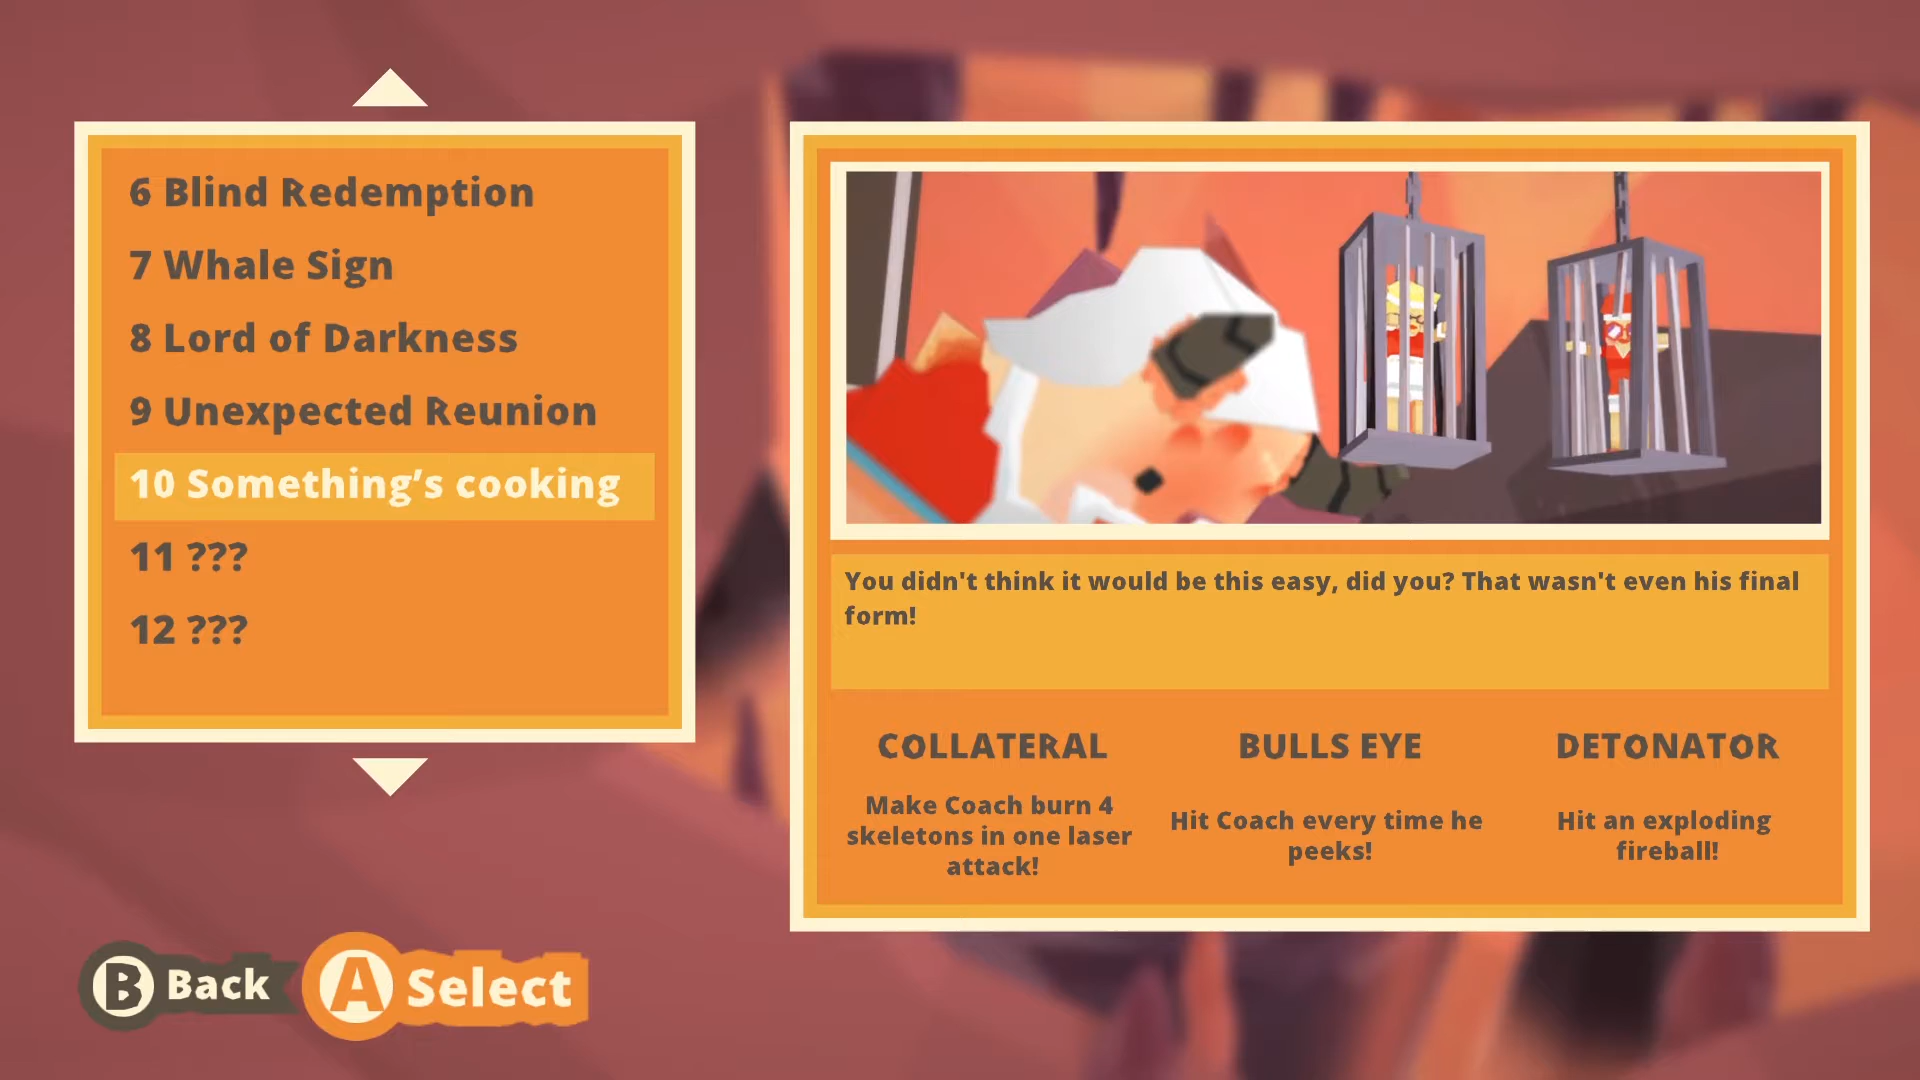 6 Blind Redemption
7 Whale Sign
8 Lord of Darkness
9 Unexpected Reunion
10 Something’s cooking
11 ???
12 ???
You didn't think it would be this easy, did you? That wasn't even his final
form!
COLLATERAL
Make Coach burn 4
skeletons in one laser
attack!
BULLS EYE
Hit Coach every time he
peeks!
DETONATOR
Hit an exploding
fireball!
B Back
A Select